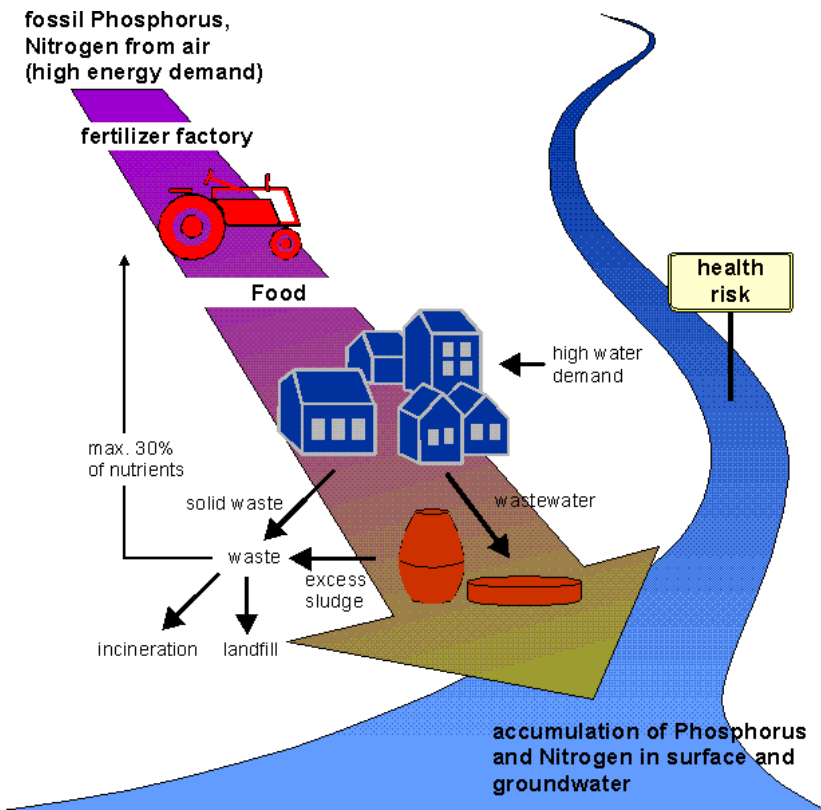 fossil Phosphorus,
Nitrogen from air
(high energy demand)
fertilizer factory
Food
health
risk
high water
demand
max. 30%
of nutrients
solid waste
wastewater
waste
excess
sludge
incineration
landfill
accumulation of Phosphorus
and Nitrogen in surface and
groundwater